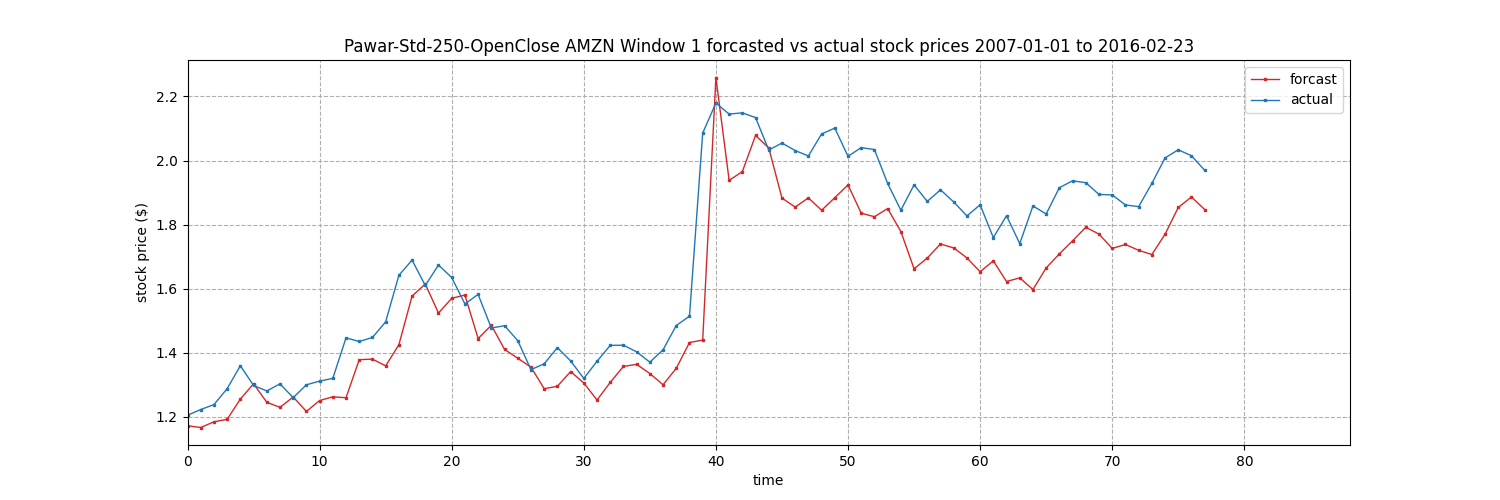 Pawar-Std-250-OpenClose AMZN Window 1 forcasted vs actual stock prices 2007-01-01 to 2016-02-23
forcast
actual
stock price ($)
2.2
2.0
1.8
1.6
1.4
1.2
0 10 20 30 40 50 60 70 80
time